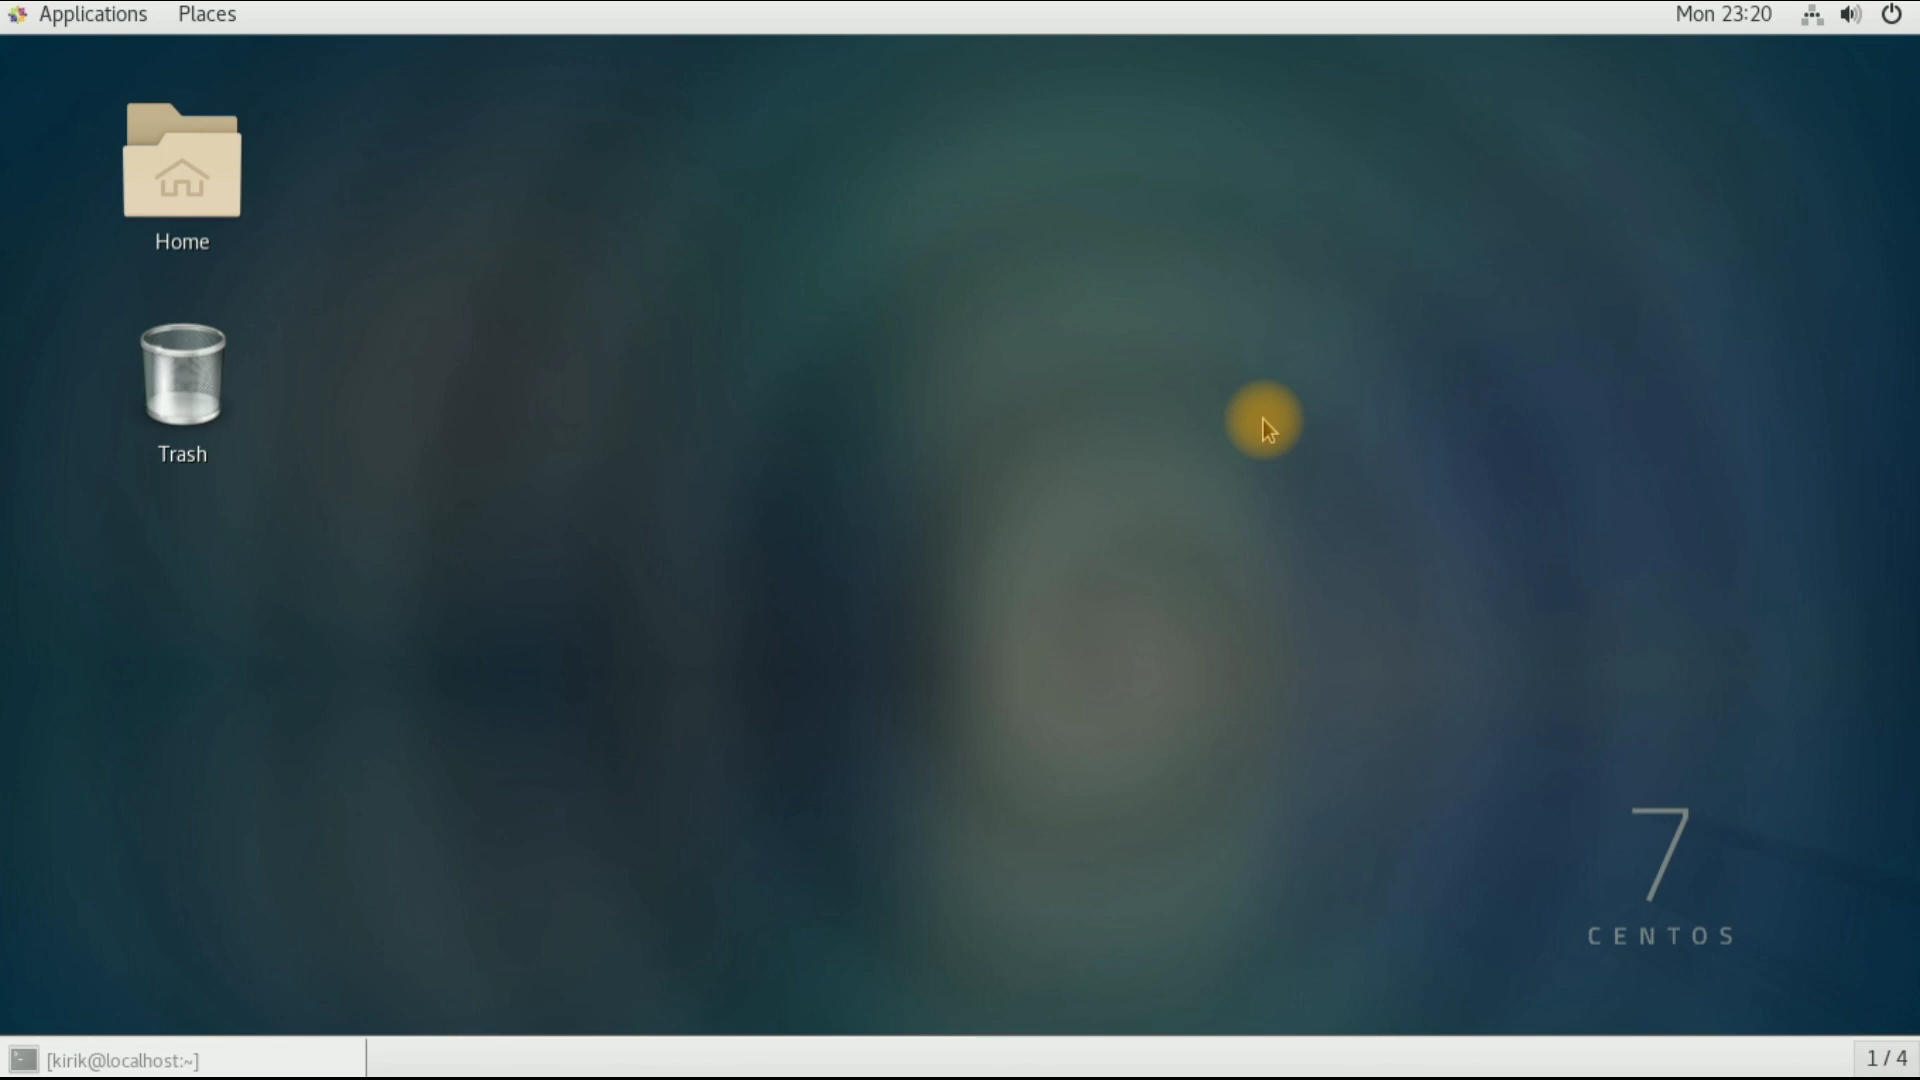 Applications Places Mon 23:20
Home
Trash
7
CENTOS
[kirik@localhost:~] 1 / 4